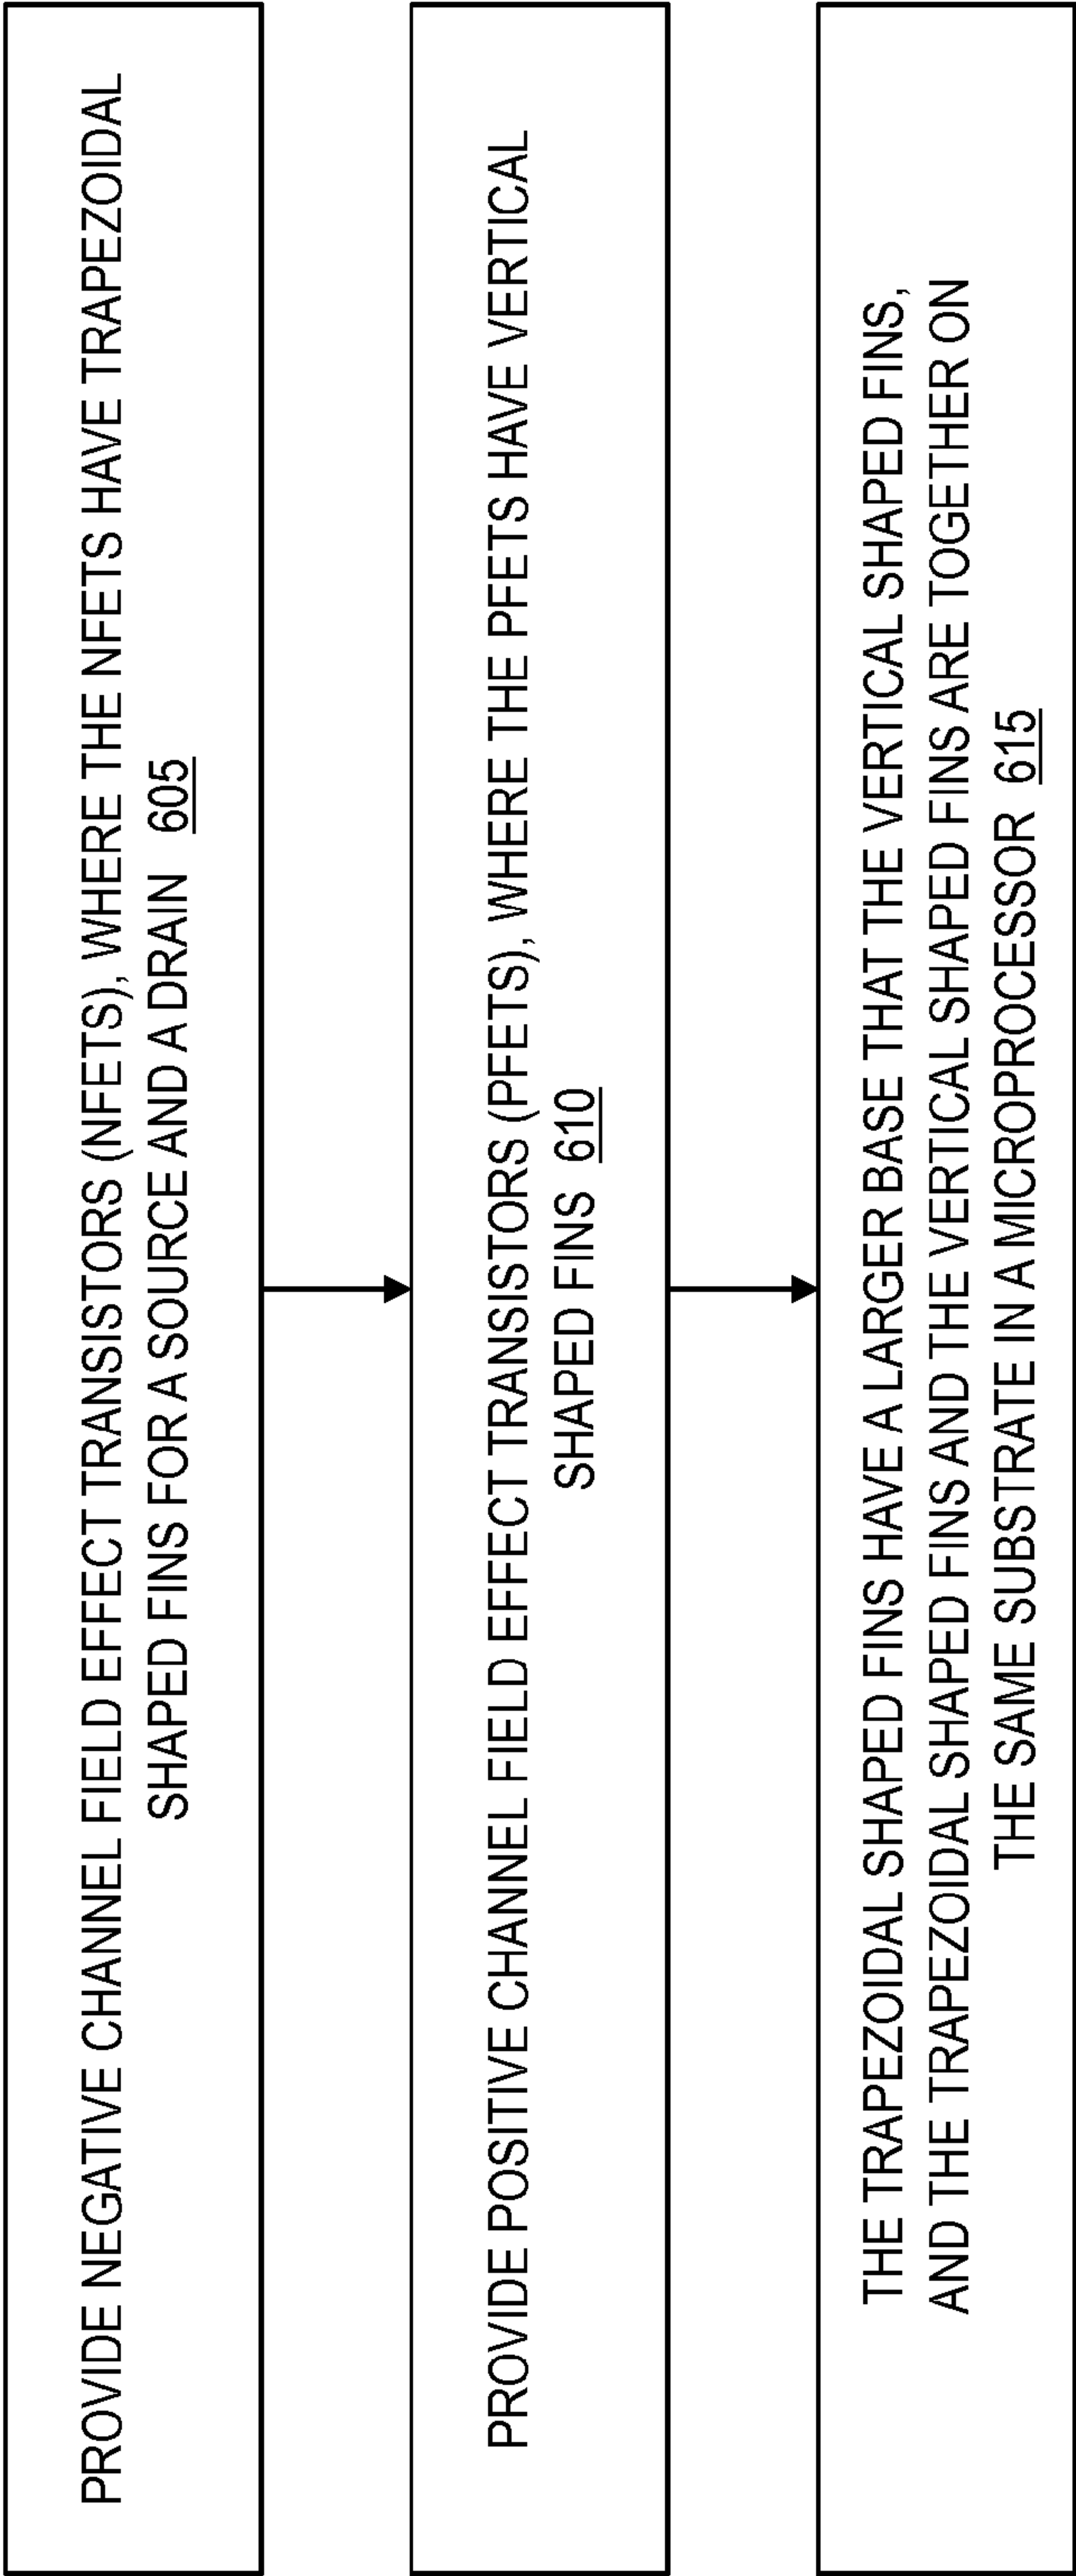 PROVIDE NEGATIVE CHANNEL FIELD EFFECT TRANSISTORS (NFETS), WHERE THE NFETS HAVE TRAPEZOIDAL
SHAPED FINS FOR A SOURCE AND A DRAIN 605
PROVIDE POSITIVE CHANNEL FIELD EFFECT TRANSISTORS (PFETS), WHERE THE PFETS HAVE VERTICAL
SHAPED FINS 610
THE TRAPEZOIDAL SHAPED FINS HAVE A LARGER BASE THAT THE VERTICAL SHAPED FINS,
AND THE TRAPEZOIDAL SHAPED FINS AND THE VERTICAL SHAPED FINS ARE TOGETHER ON
THE SAME SUBSTRATE IN A MICROPROCESSOR 615